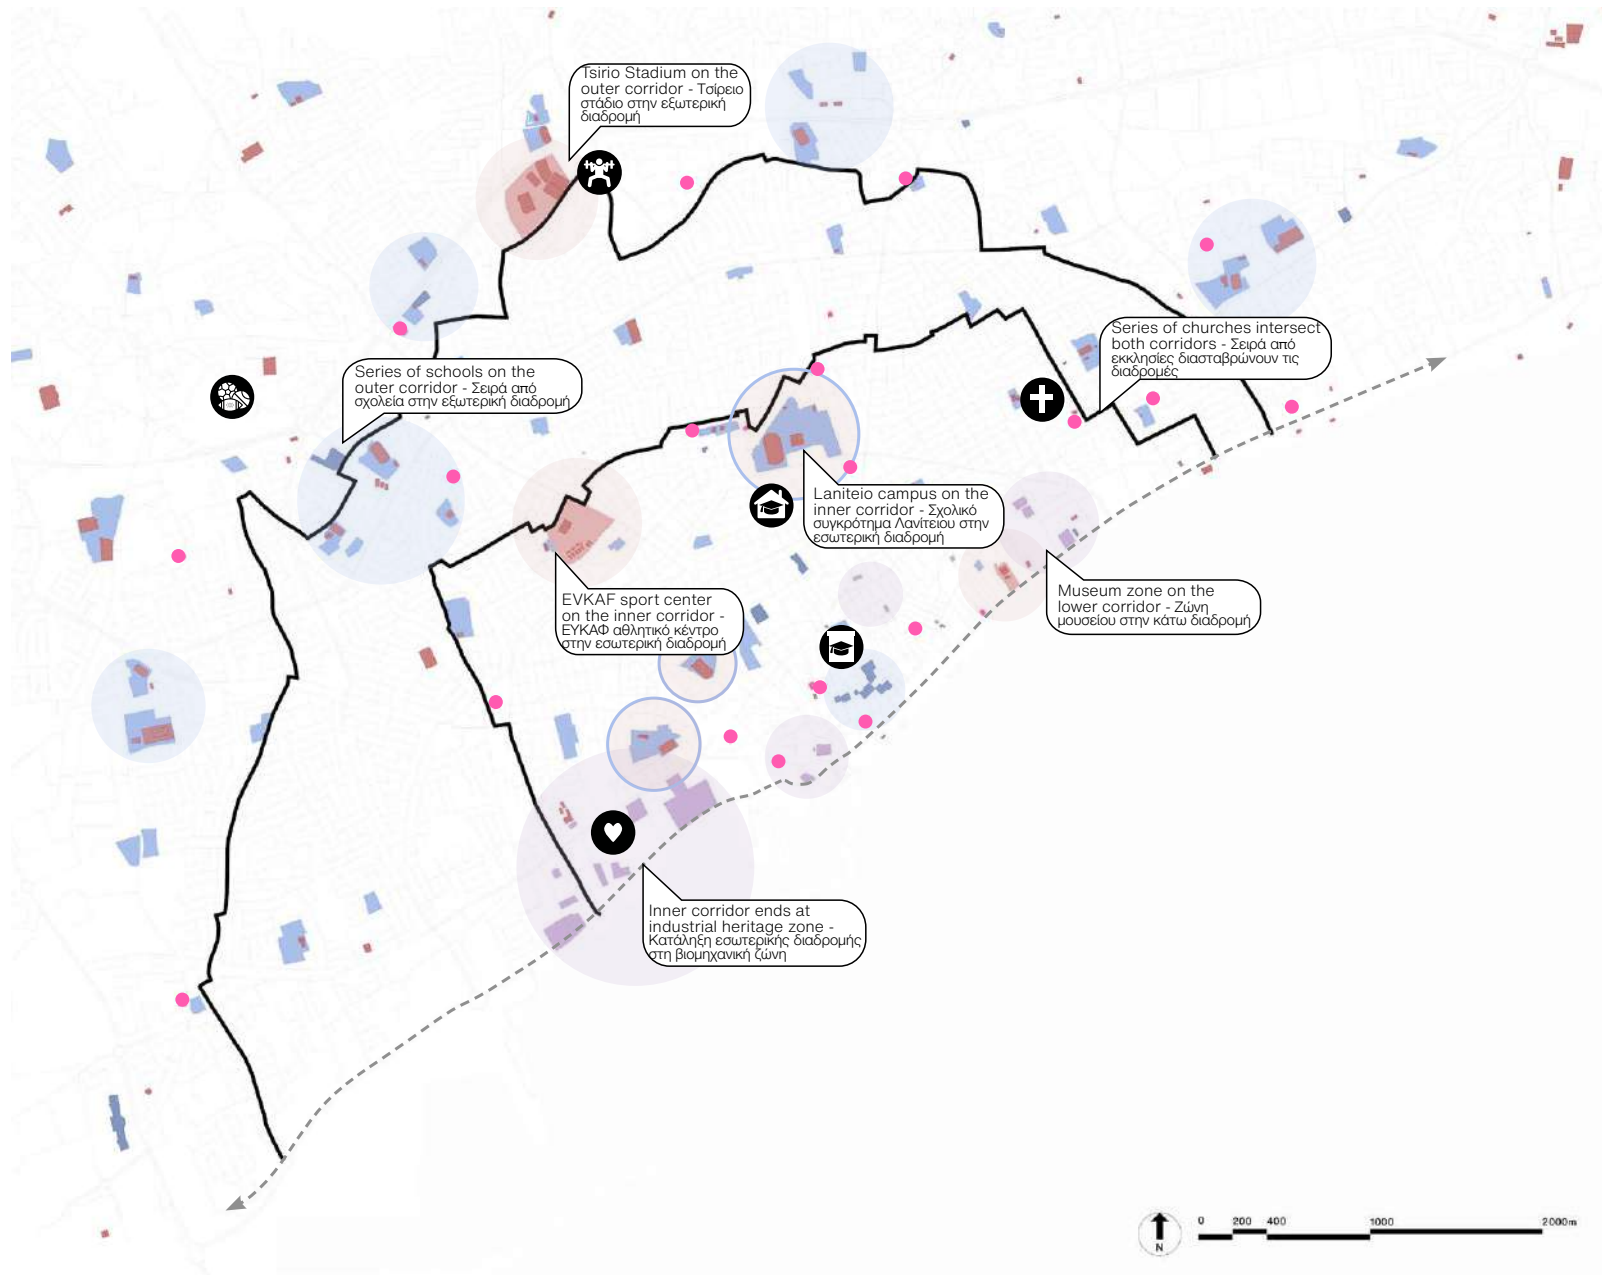 Tsirio Stadium on the
outer corridor - Τσίρειο
στάδιο στην εξωτερική
διαδρομή
Series of churches intersect
both corridors - Σειρά από
εκκλησίες διασταβρώνουν τις
διαδρομές
Series of schools on the
outer corridor - Σειρά από
σχολεία στην εξωτερική διαδρομή
Laniteio campus on the
inner corridor - Σχολικό
συγκρότημα Λανίτειου στην
εσωτερική διαδρομή
EVKAF sport center
on the inner corridor -
ΕΥΚΑΦ αθλητικό κέντρο
στην εσωτερική διαδρομή
Museum zone on the
lower corridor - Ζώνη
μουσείου στην κάτω διαδρομή
Inner corridor ends at
industrial heritage zone -
Κατάληξη εσωτερικής διαδρομής
στη βιομηχανική ζώνη
N
0 200 400 1000 2000m